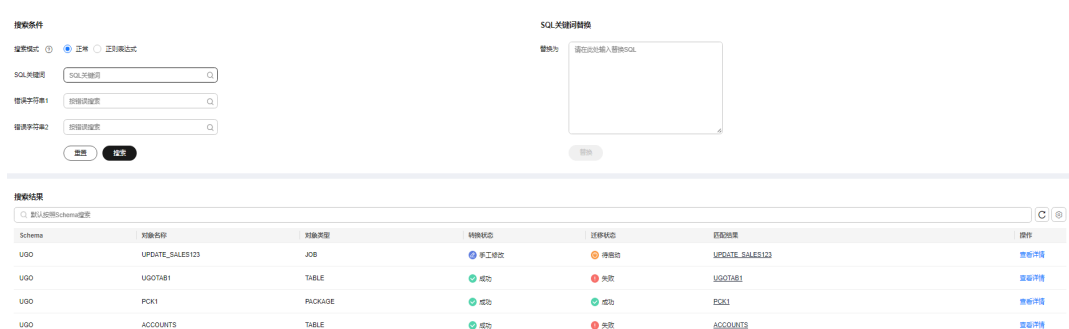 搜索条件
SQL关键词替换
搜索模式 正常 正则表达式
替换为 请在此处输入替换SQL
SQL关键词 SQL关键词
错误字符串1 按错误搜索
错误字符串2 按错误搜索
重置 搜索
替换
搜索结果
默认按照Schema搜索
Schema 对象名称 对象类型 转换状态 迁移状态 匹配结果 操作
UGO UPDATE_SALES123 JOB 手工修改 待启动 UPDATE_SALES123 查看详情
UGO UGOTAB1 TABLE 成功 失败 UGOTAB1 查看详情
UGO PCK1 PACKAGE 成功 成功 PCK1 查看详情
UGO ACCOUNTS TABLE 成功 失败 ACCOUNTS 查看详情